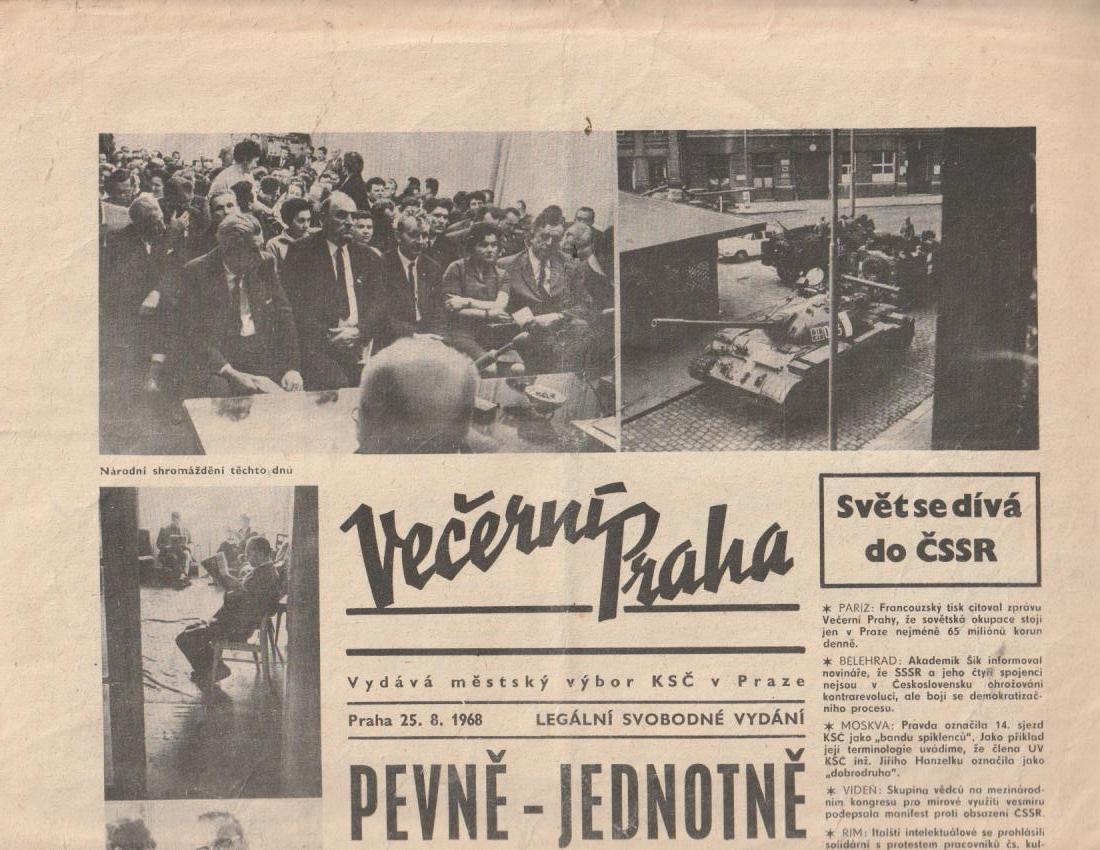 Národní shromáždění těchto dnů
Večerní Praha
Vydává městský výbor KSČ v Praze
Praha 25. 8. 1968 LEGÁLNÍ SVOBODNÉ VYDÁNÍ
PEVNĚ - JEDNOTNĚ
Svět se dívá
do ČSSR
✶ PAŘÍŽ: Francouzský tisk citoval zprávu
Večerní Prahy, že sovětská okupace stojí
jen v Praze nejméně 65 miliónů korun
denně.
✶ BĚLEHRAD: Akademik Šik informoval
novináře, že SSSR a jeho čtyři spojenci
nejsou v Československu ohrožováni
kontrarevolucí, ale bojí se demokratizač-
ního procesu.
✶ MOSKVA: Pravda označila 14. sjezd
KSČ jako „bandu spiklenců". Jako příklad
její terminologie uvádíme, že člena ÚV
KSČ inž. Jiřího Hanzelku označila jako
„dobrodruha".
✶ VÍDEŇ: Skupina vědců na mezinárod-
ním kongresu pro mírové využití vesmíru
podepsala manifest proti obsazení ČSSR.
✶ ŘÍM: Italští intelektuálové se prohlásili
solidární s protestem pracovníků čs. kul-